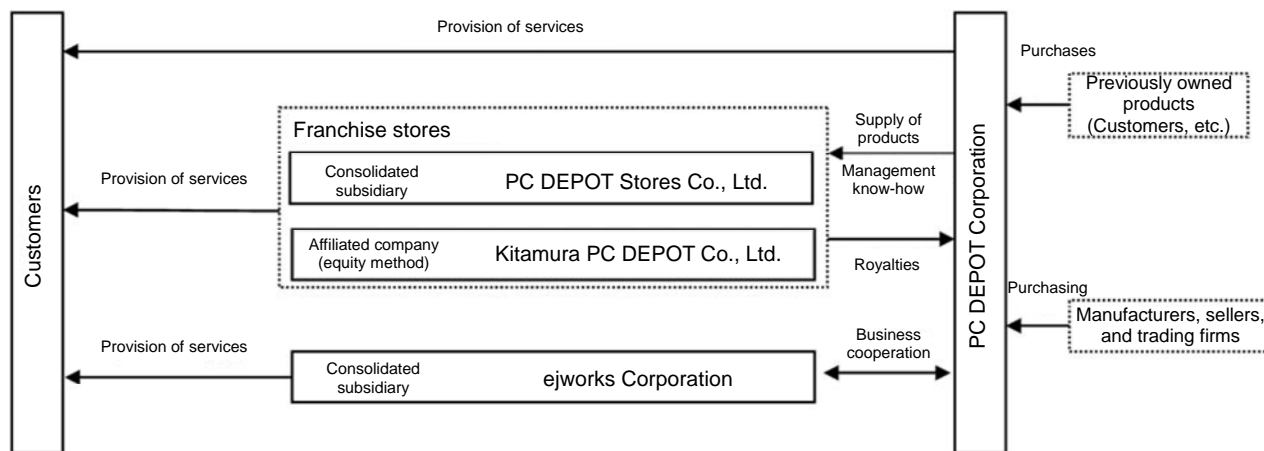 Provision of services
Purchases
Previously owned
products
(Customers, etc.)
Franchise stores
Supply of
products
Consolidated
subsidiary
PC DEPOT Stores Co., Ltd.
Management
know-how
Provision of services
Affiliated company
(equity method)
Kitamura PC DEPOT Co., Ltd.
Royalties
Customers
PC DEPOT Corporation
Purchasing
Manufacturers, sellers,
and trading firms
Business
cooperation
Provision of services
Consolidated
subsidiary
ejworks Corporation